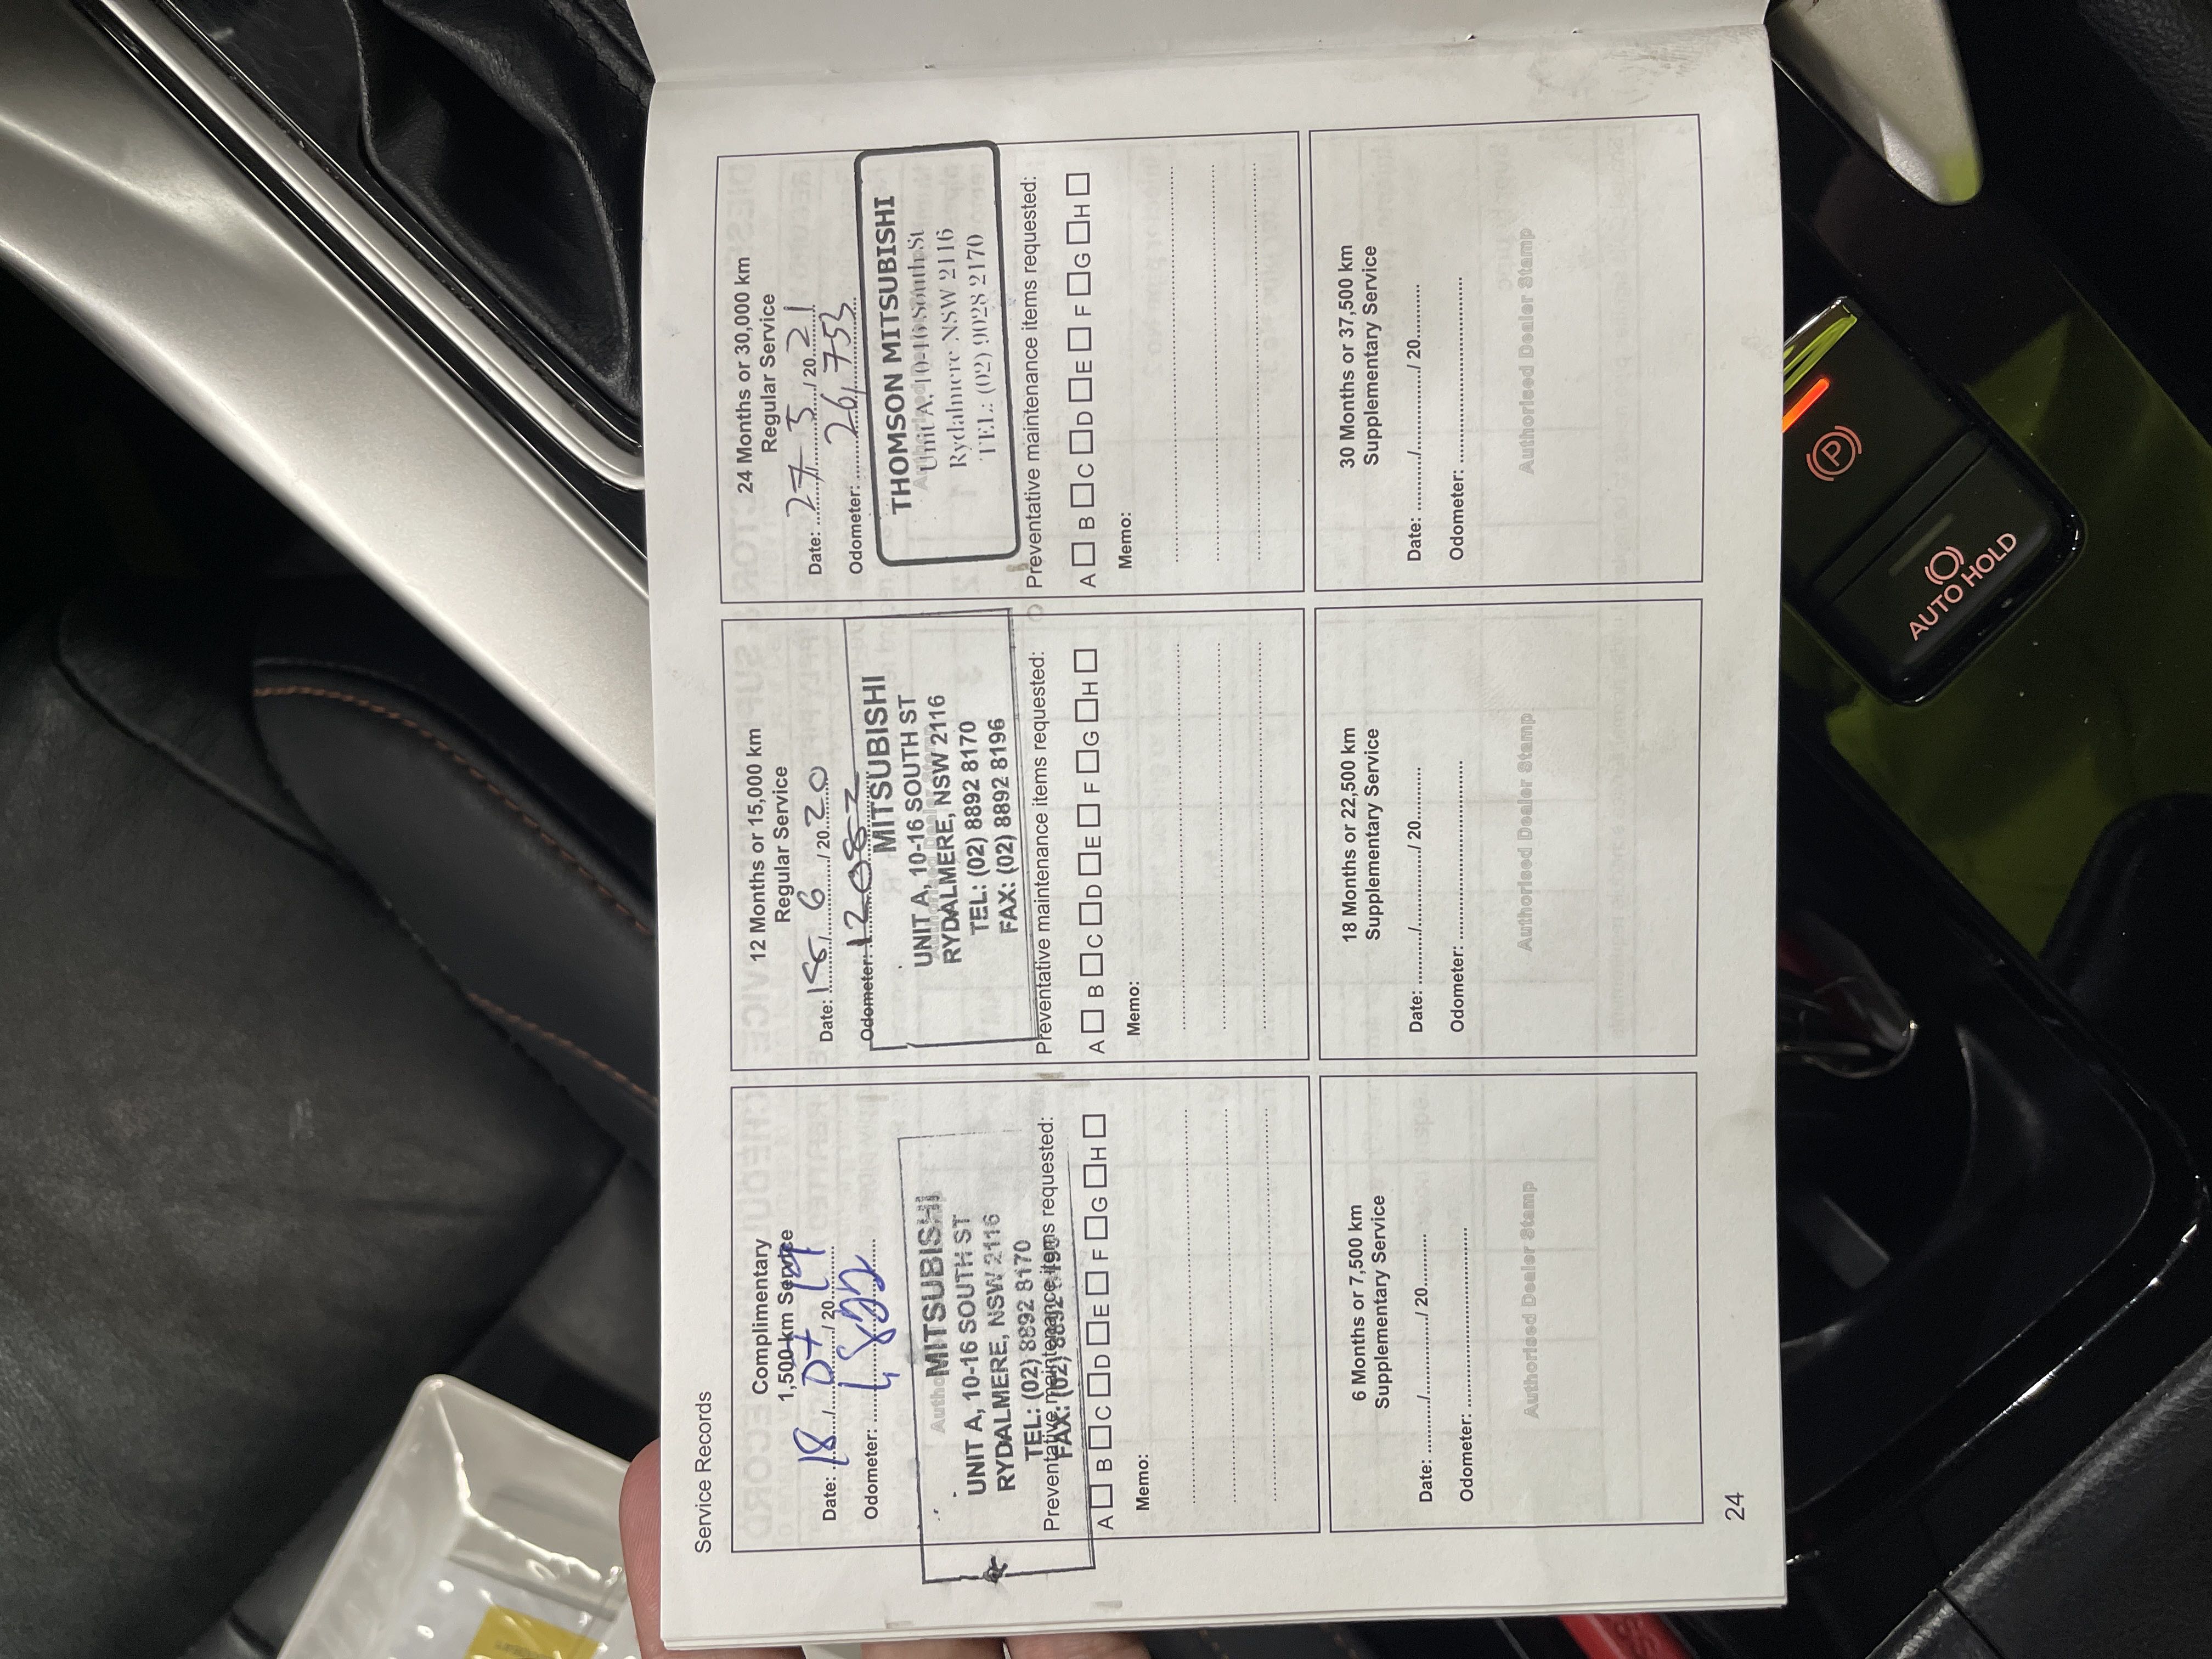 Service Records
Complimentary
1,500 km Service
Date: 18/07/2019
Odometer: 1,822
MITSUBISHI
UNIT A, 10-16 SOUTH ST
RYDALMERE, NSW 2116
TEL: (02) 8892 8170
FAX: (02) 8892 8196
Preventative maintenance items requested:
A □ B □ C □ D □ E □ F □ G □ H □
Memo:
12 Months or 15,000 km
Regular Service
Date: 15/6/2020
Odometer: 12082
MITSUBISHI
UNIT A, 10-16 SOUTH ST
RYDALMERE, NSW 2116
TEL: (02) 8892 8170
FAX: (02) 8892 8196
Preventative maintenance items requested:
A □ B □ C □ D □ E □ F □ G □ H □
Memo:
24 Months or 30,000 km
Regular Service
Date: 27/5/2021
Odometer: 26,753
THOMSON MITSUBISHI
Unit A, 10-16 South St
Rydalmere NSW 2116
TEL: (02) 9028 2170
Preventative maintenance items requested:
A □ B □ C □ D □ E □ F □ G □ H □
Memo:
6 Months or 7,500 km
Supplementary Service
Date: ........../........../ 20..........
Odometer: ..............................
Authorised Dealer Stamp
18 Months or 22,500 km
Supplementary Service
Date: ........../........../ 20..........
Odometer: ..............................
Authorised Dealer Stamp
30 Months or 37,500 km
Supplementary Service
Date: ........../........../ 20..........
Odometer: ..............................
Authorised Dealer Stamp
24
P
AUTO HOLD